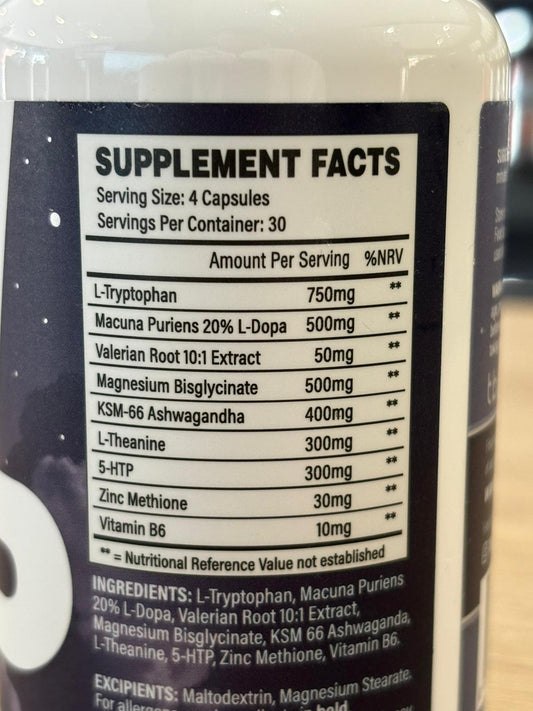 SUPPLEMENT FACTS
Serving Size: 4 Capsules
Servings Per Container: 30
Amount Per Serving %NRV
L-Tryptophan 750mg **
Macuna Puriens 20% L-Dopa 500mg **
Valerian Root 10:1 Extract 50mg **
Magnesium Bisglycinate 500mg **
KSM-66 Ashwagandha 400mg **
L-Theanine 300mg **
5-HTP 300mg **
Zinc Methione 30mg **
Vitamin B6 10mg **
** = Nutritional Reference Value not established
INGREDIENTS: L-Tryptophan, Macuna Puriens
20% L-Dopa, Valerian Root 10:1 Extract,
Magnesium Bisglycinate, KSM 66 Ashwaganda,
L-Theanine, 5-HTP, Zinc Methione, Vitamin B6.
EXCIPIENTS: Maltodextrin, Magnesium Stearate.